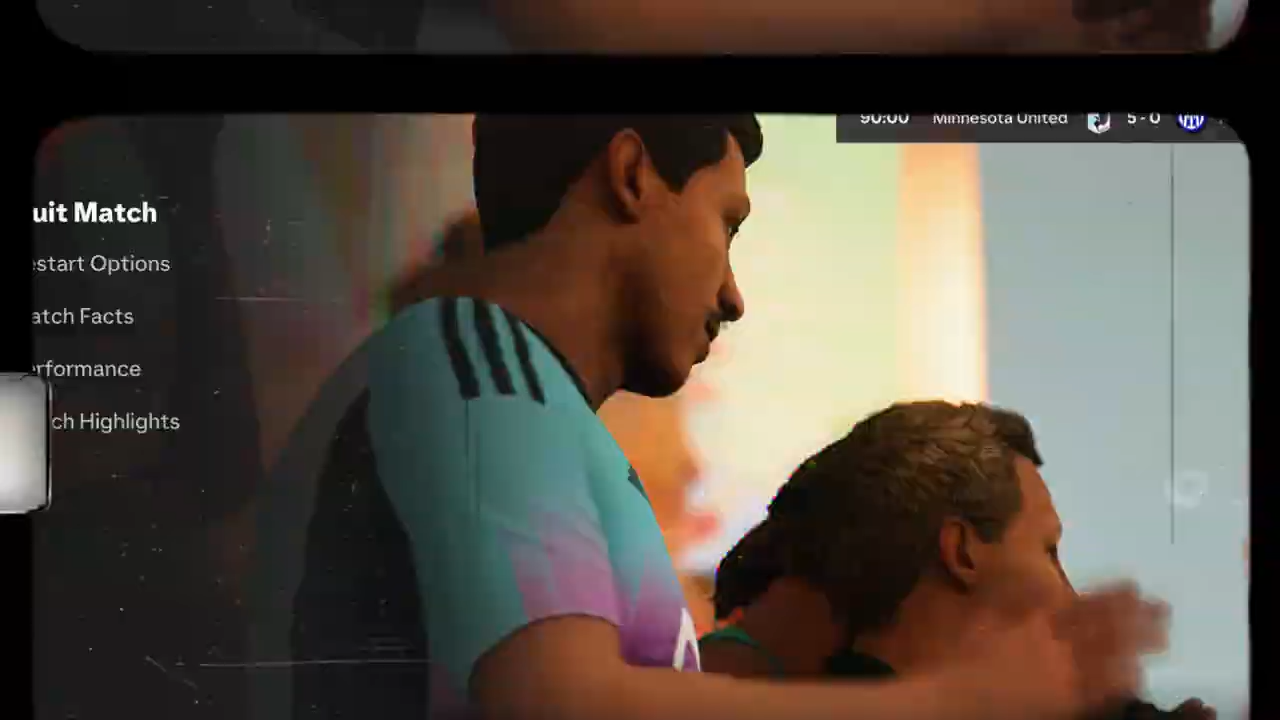 90:00 Minnesota United 5 - 0
uit Match
estart Options
atch Facts
erformance
ch Highlights